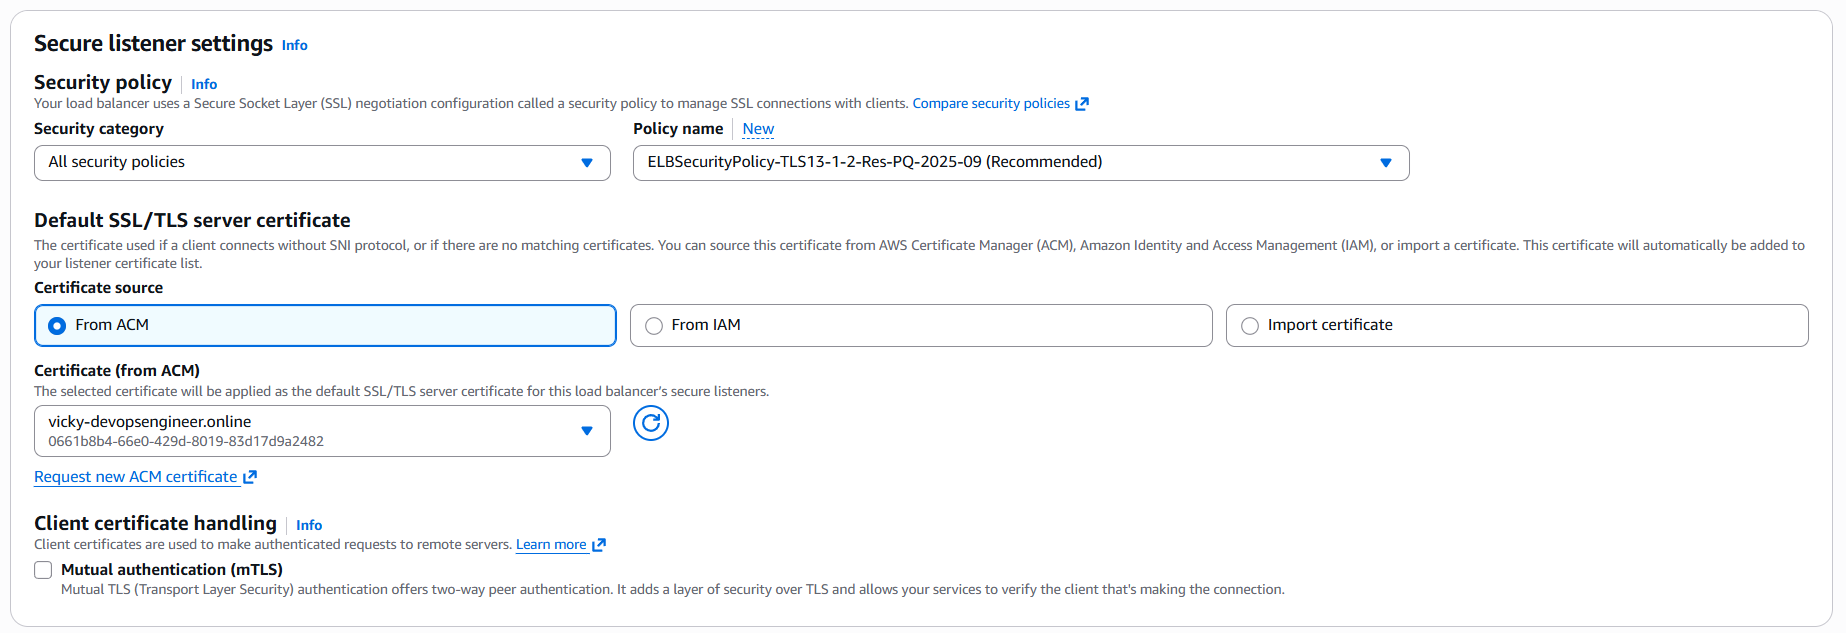 Secure listener settings Info
Security policy Info
Your load balancer uses a Secure Socket Layer (SSL) negotiation configuration called a security policy to manage SSL connections with clients. Compare security policies
Security category
Policy name New
All security policies
ELBSecurityPolicy-TLS13-1-2-Res-PQ-2025-09 (Recommended)
Default SSL/TLS server certificate
The certificate used if a client connects without SNI protocol, or if there are no matching certificates. You can source this certificate from AWS Certificate Manager (ACM), Amazon Identity and Access Management (IAM), or import a certificate. This certificate will automatically be added to
your listener certificate list.
Certificate source
From ACM
From IAM
Import certificate
Certificate (from ACM)
The selected certificate will be applied as the default SSL/TLS server certificate for this load balancer's secure listeners.
vicky-devopsengineer.online
0661b8b4-66e0-429d-8019-83d17d9a2482
Request new ACM certificate
Client certificate handling Info
Client certificates are used to make authenticated requests to remote servers. Learn more
Mutual authentication (mTLS)
Mutual TLS (Transport Layer Security) authentication offers two-way peer authentication. It adds a layer of security over TLS and allows your services to verify the client that's making the connection.